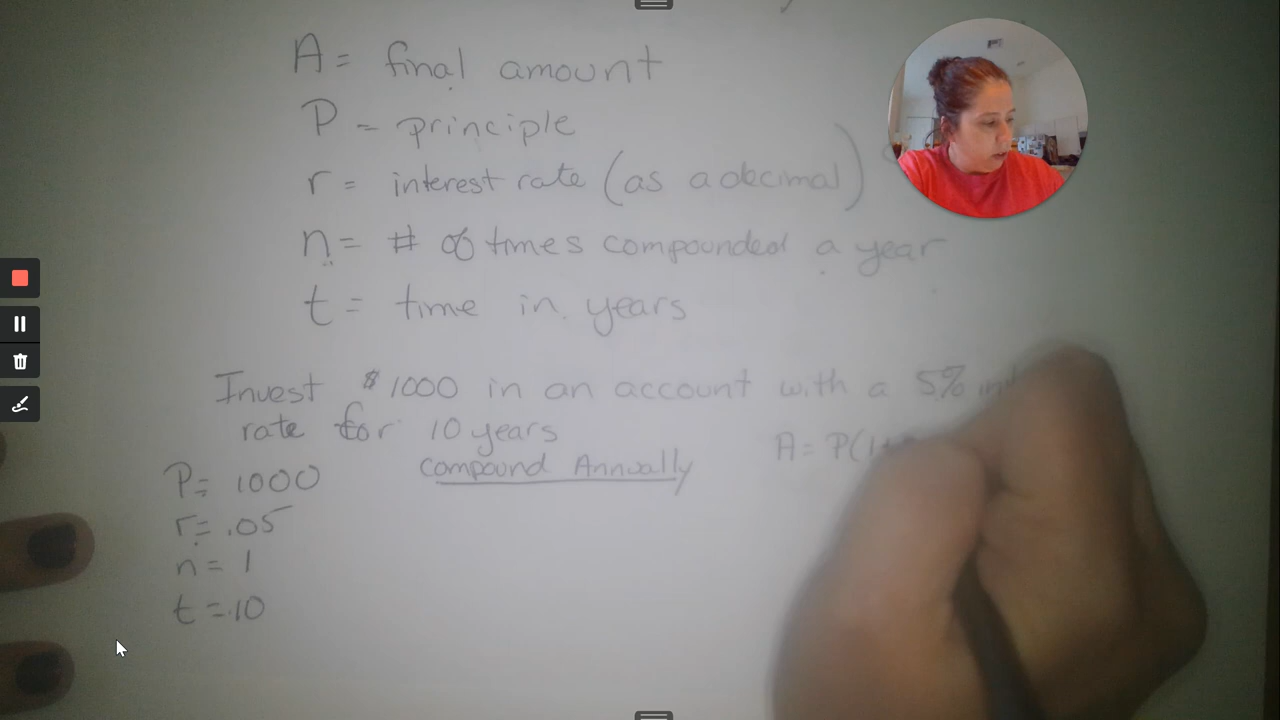 A = final amount
P = principle
r = interest rate (as a decimal)
n = # of times compounded a year
t = time in years
Invest $1000 in an account with a 5%
rate for 10 years
compound Annually
A = P(1+
P = 1000
r = .05
n = 1
t = 10